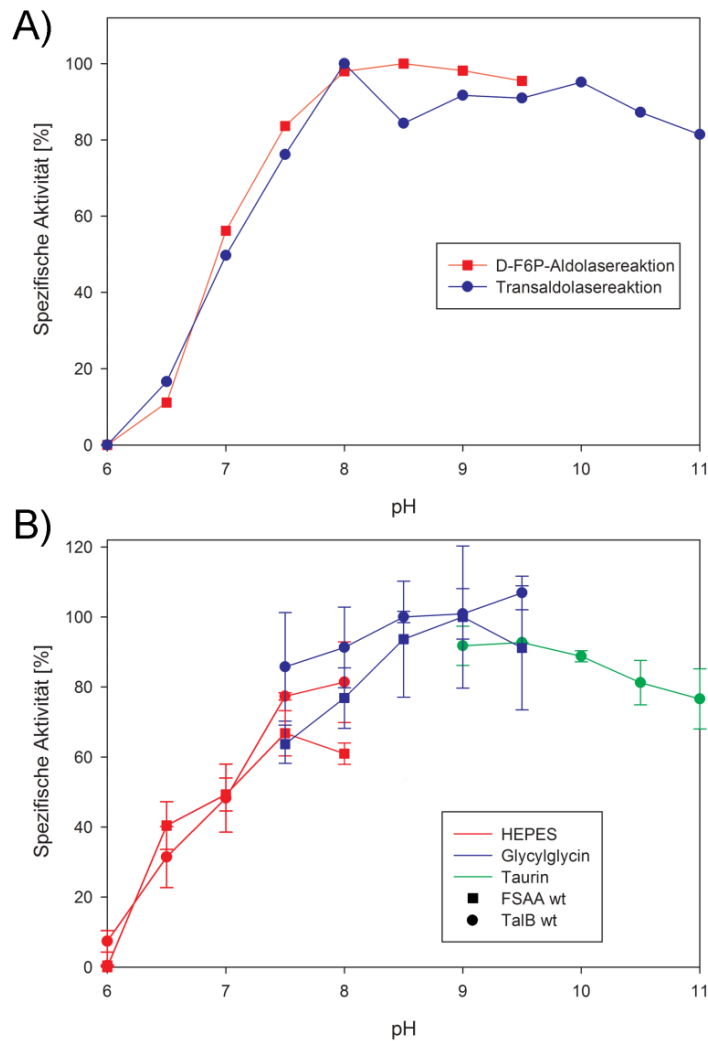 A)
Spezifische Aktivität [%]
100
80
60
40
20
0
D-F6P-Aldolasereaktion
Transaldolasereaktion
6 7 8 9 10 11
pH
B)
Spezifische Aktivität [%]
120
100
80
60
40
20
0
HEPES
Glycylglycin
Taurin
FSAA wt
TalB wt
6 7 8 9 10 11
pH